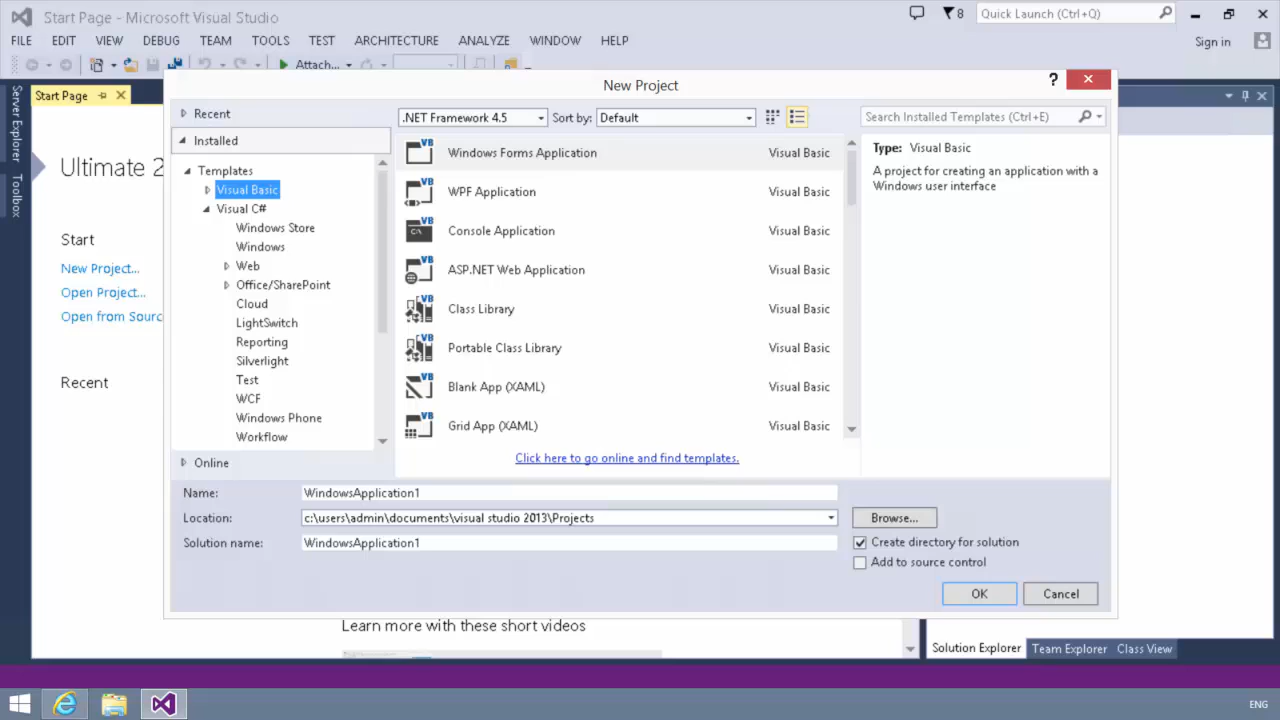 Start Page - Microsoft Visual Studio
8
Quick Launch (Ctrl+Q)
FILE EDIT VIEW DEBUG TEAM TOOLS TEST ARCHITECTURE ANALYZE WINDOW HELP
Sign in
Attach...
Server Explorer
Toolbox
Start Page
Ultimate 2
Start
New Project...
Open Project...
Open from Sourc
Recent
New Project
?
Recent
Installed
Templates
Visual Basic
Visual C#
Windows Store
Windows
Web
Office/SharePoint
Cloud
LightSwitch
Reporting
Silverlight
Test
WCF
Windows Phone
Workflow
Online
.NET Framework 4.5
Sort by: Default
Search Installed Templates (Ctrl+E)
VB Windows Forms Application Visual Basic
VB WPF Application Visual Basic
VB C:\ Console Application Visual Basic
VB ASP.NET Web Application Visual Basic
VB Class Library Visual Basic
VB Portable Class Library Visual Basic
VB Blank App (XAML) Visual Basic
VB Grid App (XAML) Visual Basic
Click here to go online and find templates.
Type: Visual Basic
A project for creating an application with a
Windows user interface
Name: WindowsApplication1
Location: c:\users\admin\documents\visual studio 2013\Projects
Browse...
Solution name: WindowsApplication1
Create directory for solution
Add to source control
OK Cancel
Learn more with these short videos
Solution Explorer Team Explorer Class View
ENG